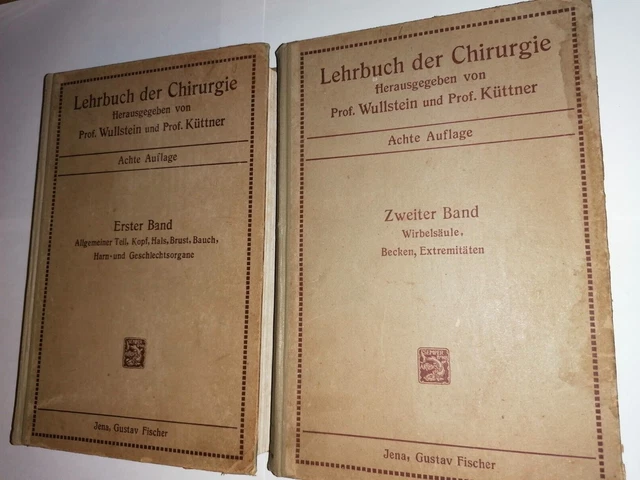 Lehrbuch der Chirurgie
Herausgegeben von
Prof. Wullstein und Prof. Küttner
Achte Auflage
Erster Band
Allgemeiner Teil, Kopf, Hals, Brust, Bauch,
Harn- und Geschlechtsorgane
Jena, Gustav Fischer
Lehrbuch der Chirurgie
Herausgegeben von
Prof. Wullstein und Prof. Küttner
Achte Auflage
Zweiter Band
Wirbelsäule,
Becken, Extremitäten
Jena, Gustav Fischer